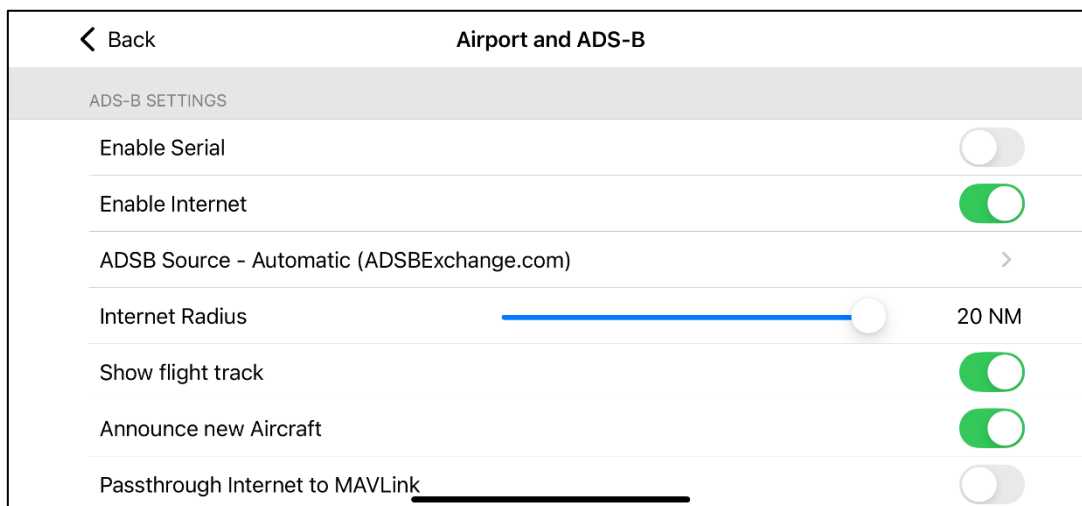 Back
Airport and ADS-B
ADS-B SETTINGS
Enable Serial
Enable Internet
ADSB Source - Automatic (ADSBExchange.com)
Internet Radius 20 NM
Show flight track
Announce new Aircraft
Passthrough Internet to MAVLink